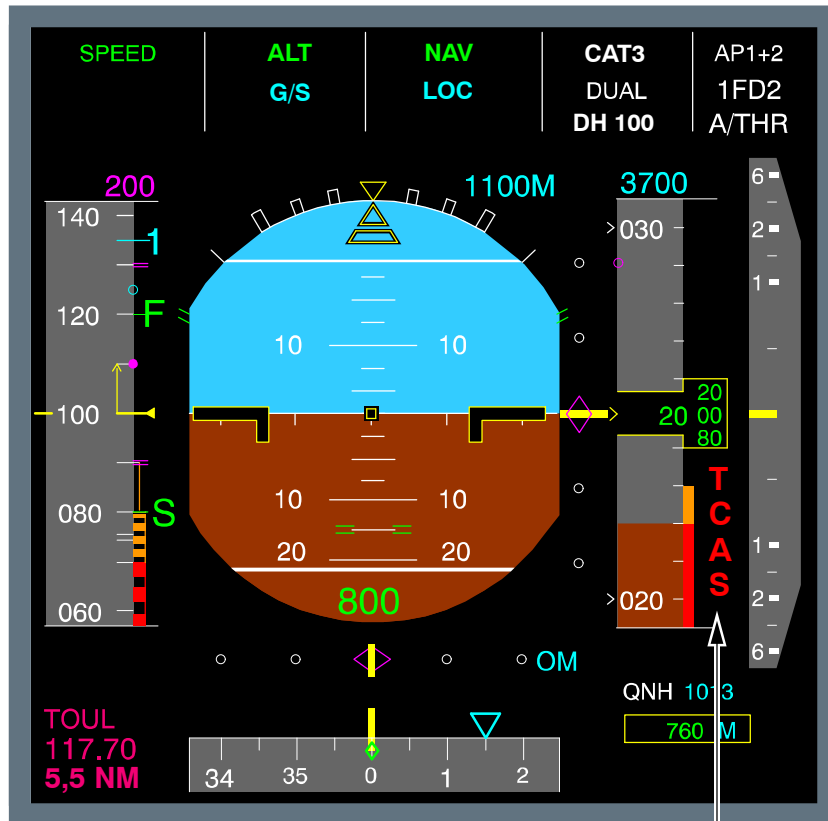 SPEED ALT NAV CAT3 AP1+2
G/S LOC DUAL 1FD2
DH 100 A/THR
200 1100M 3700
6
140 030 2
1 1
120 F
10 10
20
100 20 00
80
10 10 T
080 S C
20 20 A 1
S
060 800 020 2
6
OM
QNH 1013
TOUL 760 M
117.70
5,5 NM
34 35 0 1 2